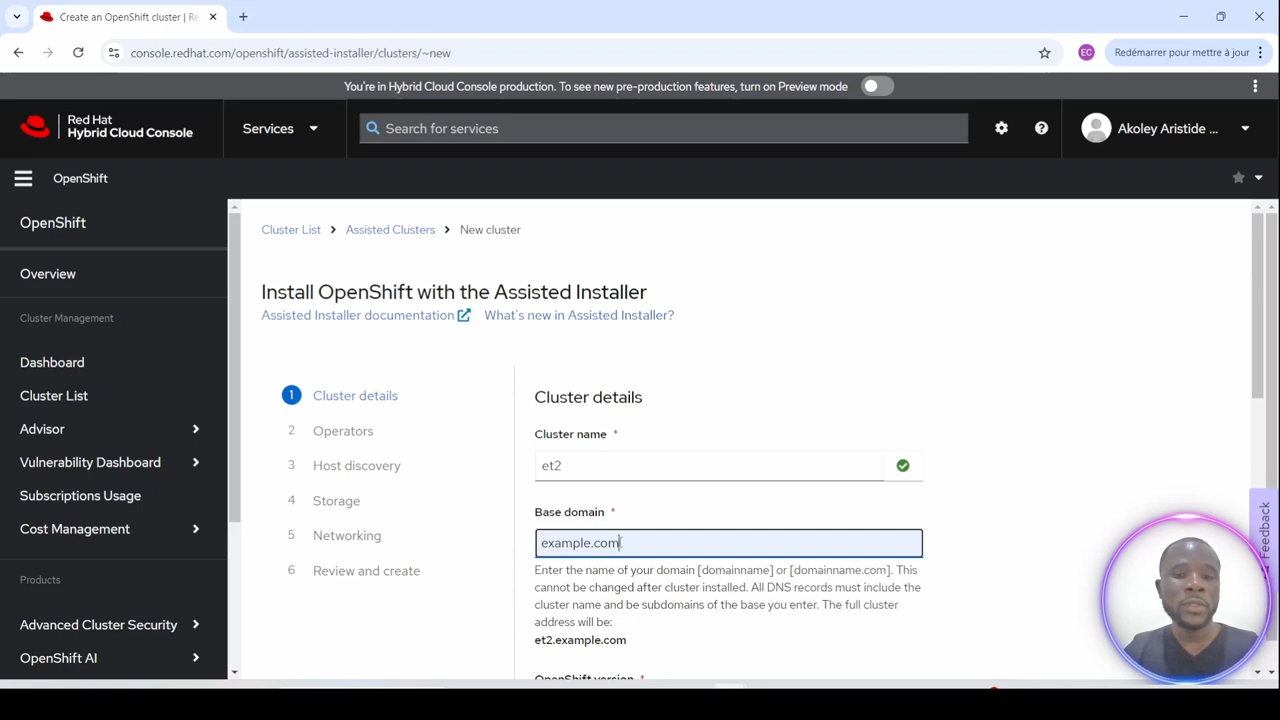 Create an OpenShift cluster | Re
console.redhat.com/openshift/assisted-installer/clusters/~new
EC
Redémarrer pour mettre à jour
You're in Hybrid Cloud Console production. To see new pre-production features, turn on Preview mode
Red Hat
Hybrid Cloud Console
Services
Search for services
Akoley Aristide ...
OpenShift
OpenShift
Overview
Cluster Management
Dashboard
Cluster List
Advisor
Vulnerability Dashboard
Subscriptions Usage
Cost Management
Products
Advanced Cluster Security
OpenShift AI
Cluster List
Assisted Clusters
New cluster
Install OpenShift with the Assisted Installer
Assisted Installer documentation
What's new in Assisted Installer?
1 Cluster details
2 Operators
3 Host discovery
4 Storage
5 Networking
6 Review and create
Cluster details
Cluster name *
et2
Base domain *
example.com
Enter the name of your domain [domainname] or [domainname.com]. This
cannot be changed after cluster installed. All DNS records must include the
cluster name and be subdomains of the base you enter. The full cluster
address will be:
et2.example.com
OpenShift version *
Feedback